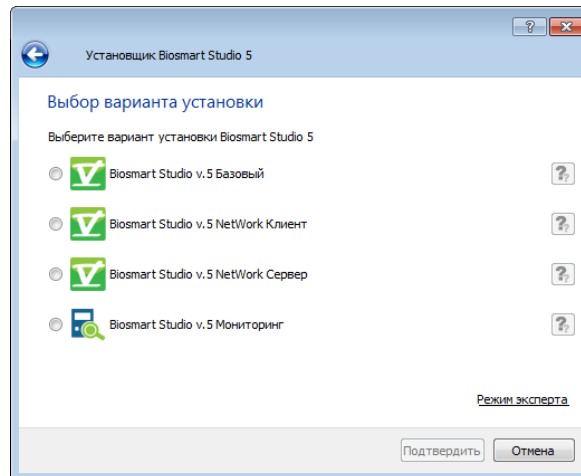 Установщик Biosmart Studio 5
Выбор варианта установки
Выберите вариант установки Biosmart Studio 5
Biosmart Studio v.5 Базовый
Biosmart Studio v.5 NetWork Клиент
Biosmart Studio v.5 NetWork Сервер
Biosmart Studio v.5 Мониторинг
Режим эксперта
Подтвердить Отмена